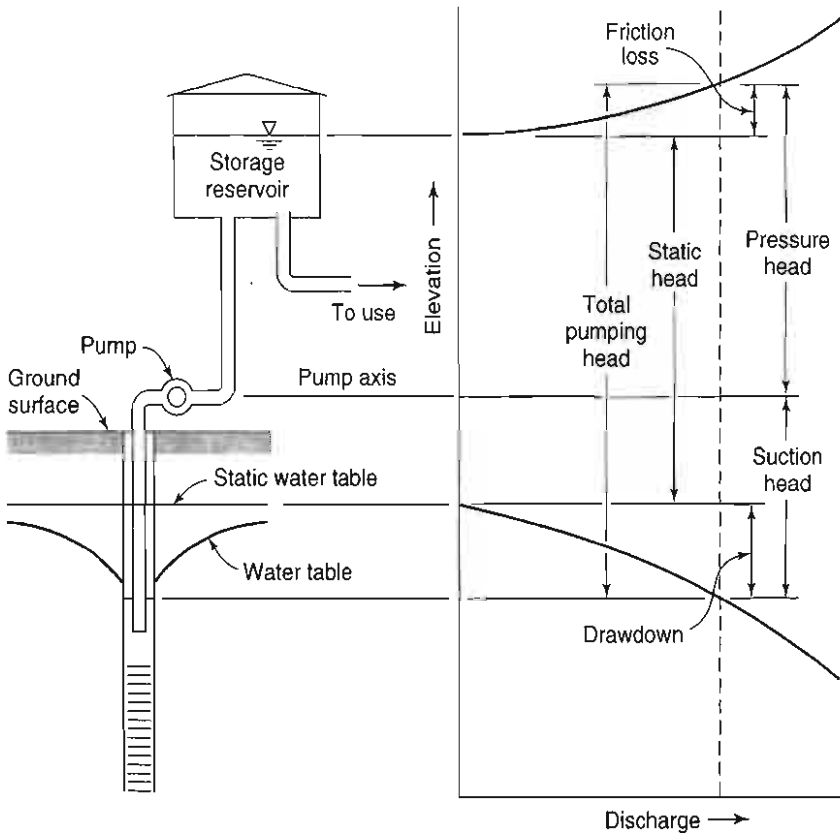 Friction
loss
Storage
reservoir
Elevation
Static
head
Pressure
head
To use
Total
pumping
head
Pump
Pump axis
Ground
surface
Static water table
Suction
head
Water table
Drawdown
Discharge